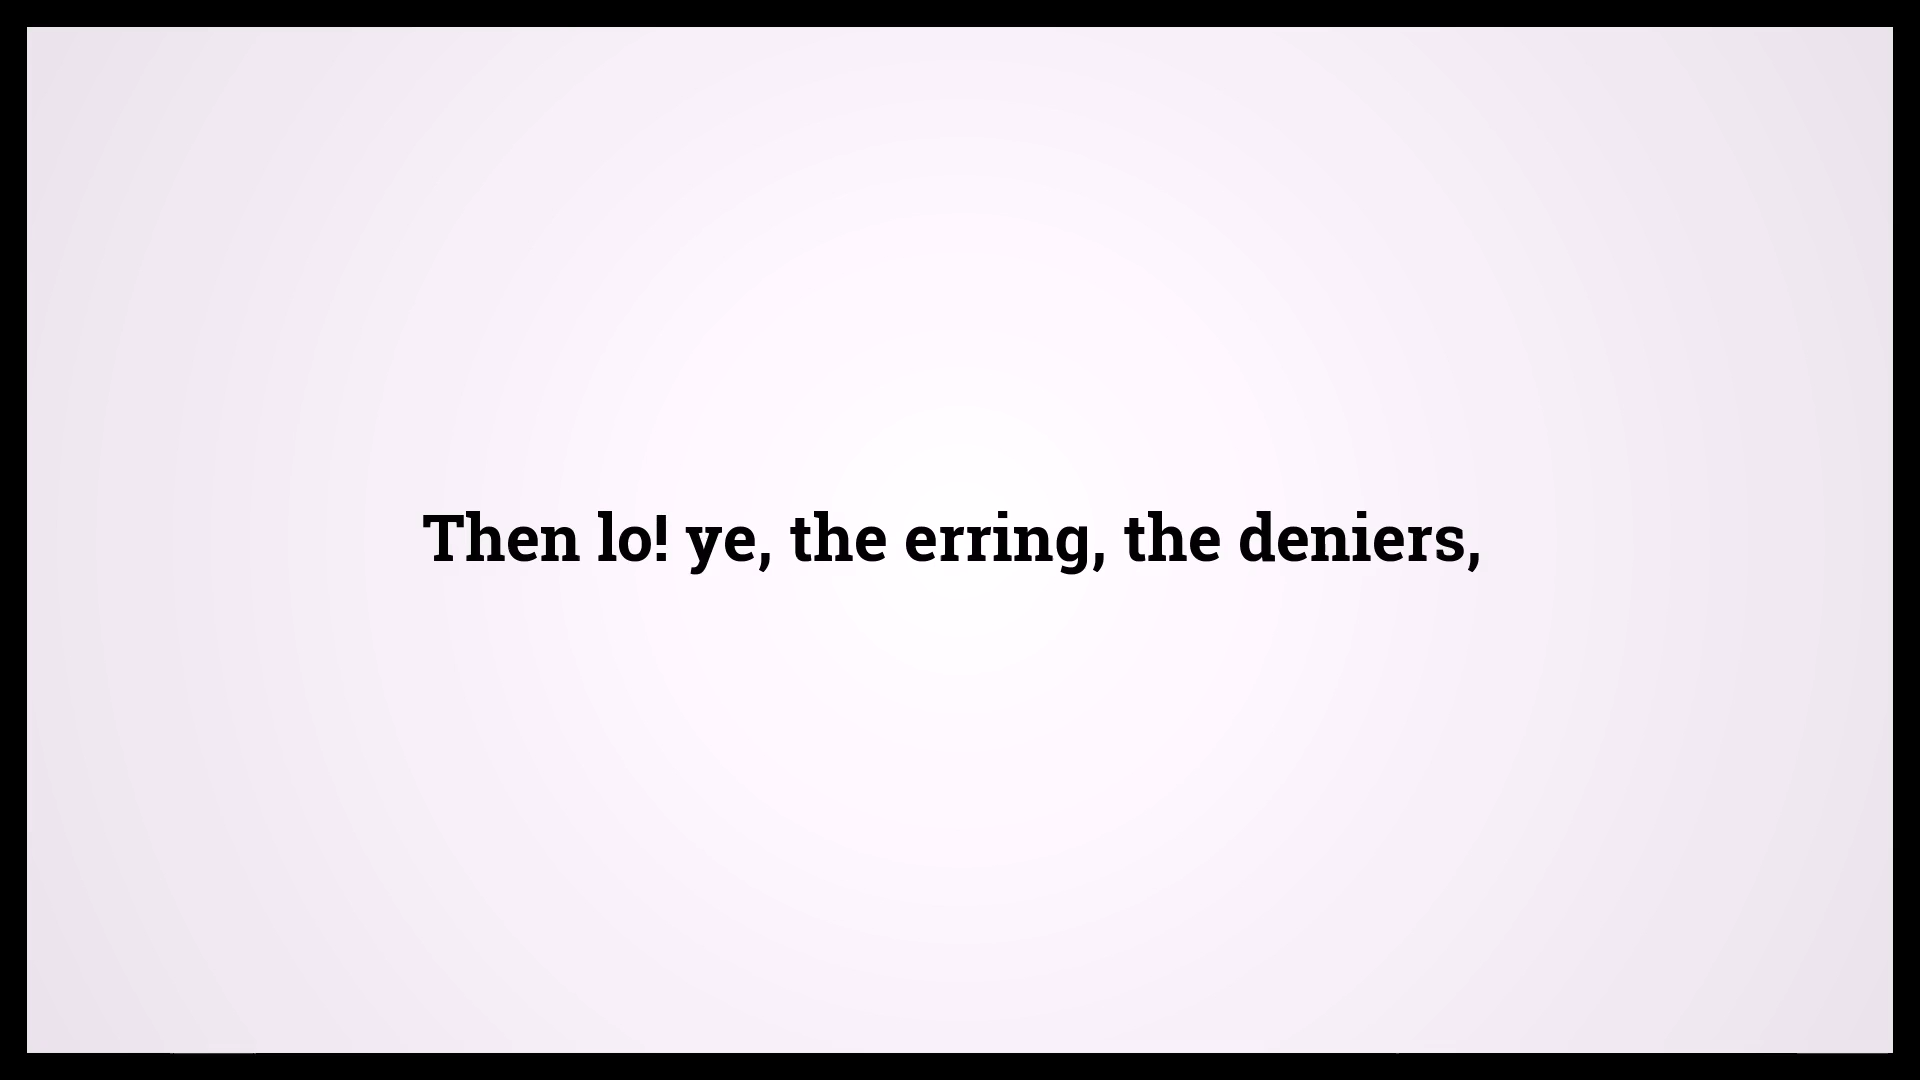 Then lo! ye, the erring, the deniers,